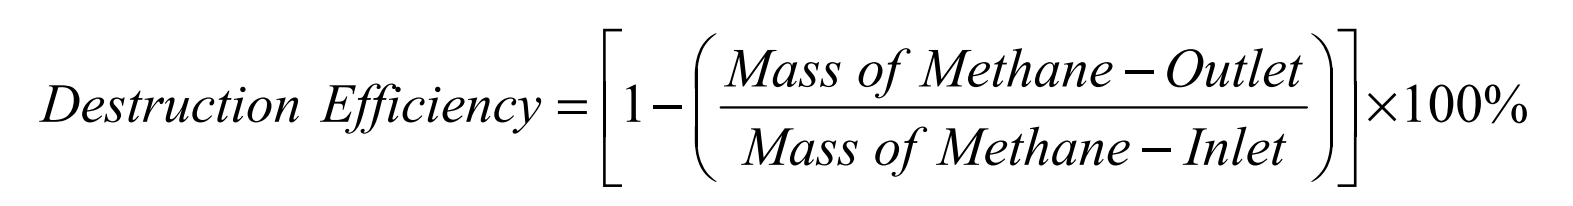 Destruction Efficiency = [1 − (Mass of Methane − Outlet / Mass of Methane − Inlet)] × 100%